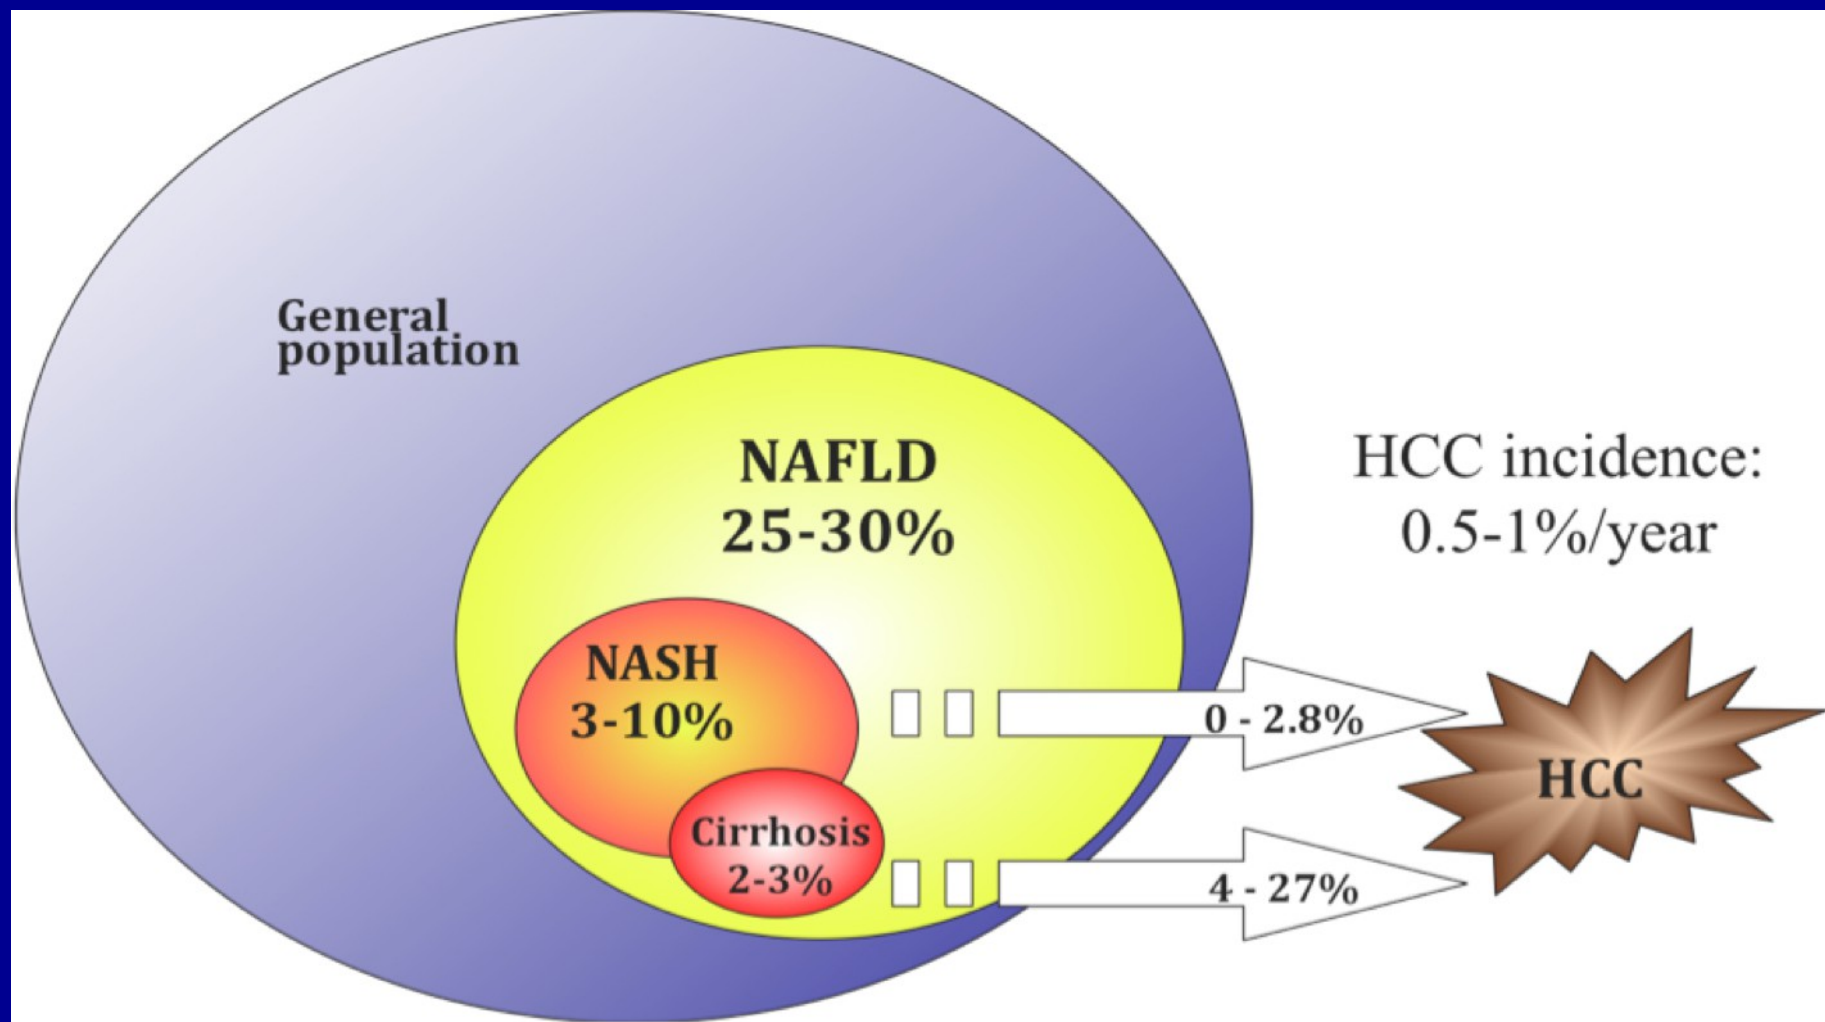 General
population
NAFLD
25-30%
NASH
3-10%
Cirrhosis
2-3%
HCC incidence:
0.5-1%/year
0 - 2.8%
4 - 27%
HCC